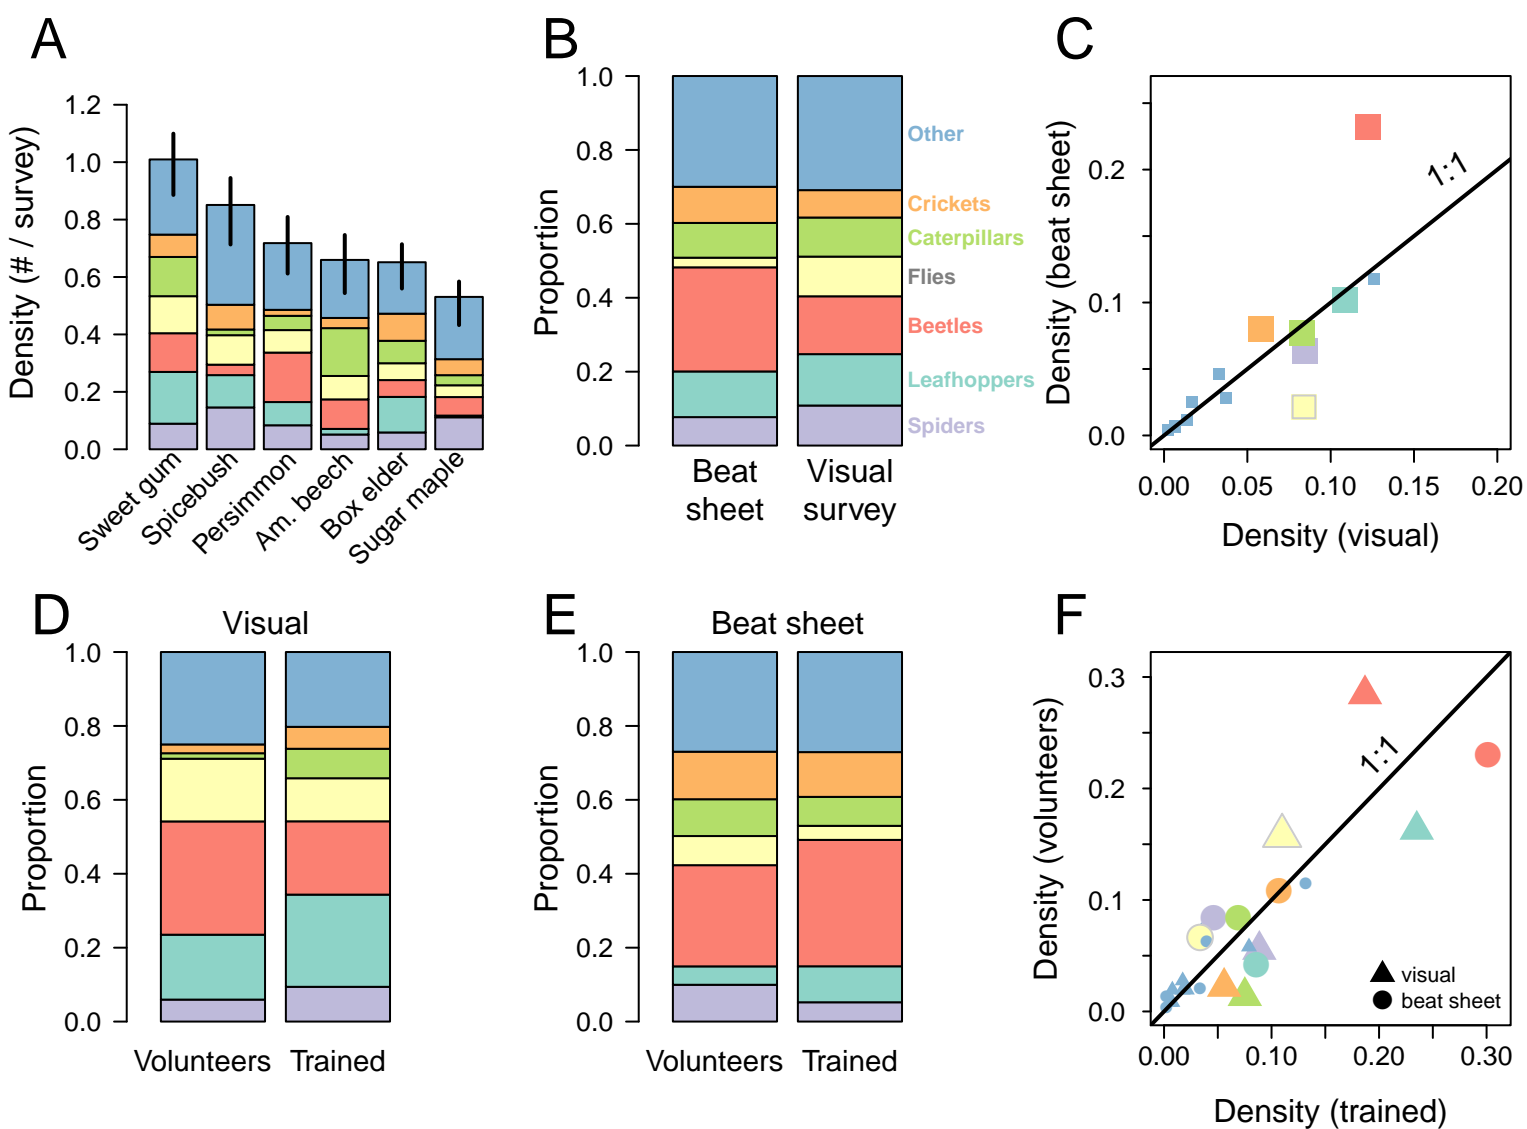 A
Density (# / survey)
1.2
1.0
0.8
0.6
0.4
0.2
0.0
Sweet gum
Spicebush
Persimmon
Am. beech
Box elder
Sugar maple
B
Proportion
1.0
0.8
0.6
0.4
0.2
0.0
Other
Crickets
Caterpillars
Flies
Beetles
Leafhoppers
Spiders
Beat
sheet
Visual
survey
C
Density (beat sheet)
0.2
0.1
0.0
1:1
0.00
0.05
0.10
0.15
0.20
Density (visual)
D
Visual
Proportion
1.0
0.8
0.6
0.4
0.2
0.0
Volunteers
Trained
E
Beat sheet
Proportion
1.0
0.8
0.6
0.4
0.2
0.0
Volunteers
Trained
F
Density (volunteers)
0.3
0.2
0.1
0.0
1:1
visual
beat sheet
0.00
0.10
0.20
0.30
Density (trained)